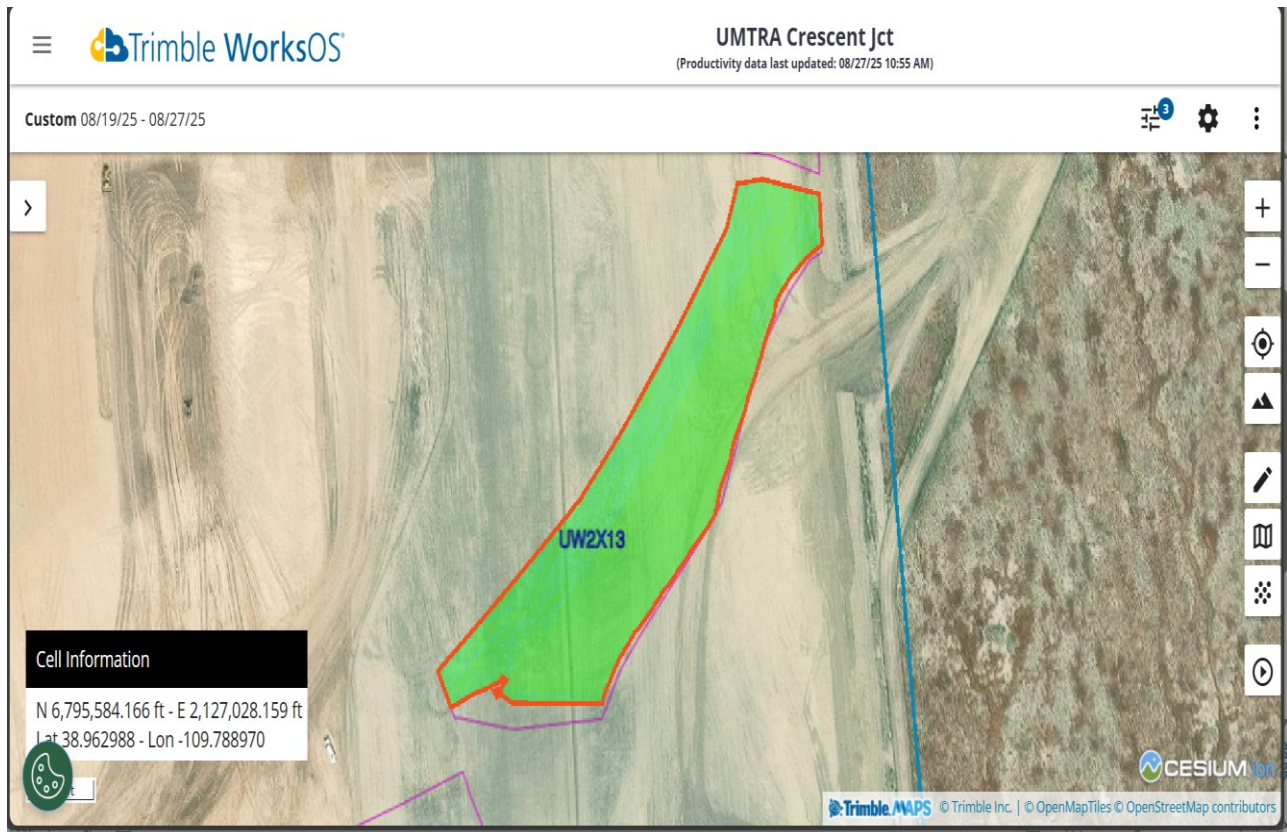 Trimble WorksOS
UMTRA Crescent Jct
(Productivity data last updated: 08/27/25 10:55 AM)
Custom 08/19/25 - 08/27/25
3
UW2X13
Cell Information
N 6,795,584.166 ft - E 2,127,028.159 ft
Lat 38.962988 - Lon -109.788970
CESIUM ion
Trimble MAPS © Trimble Inc. | © OpenMapTiles © OpenStreetMap contributors